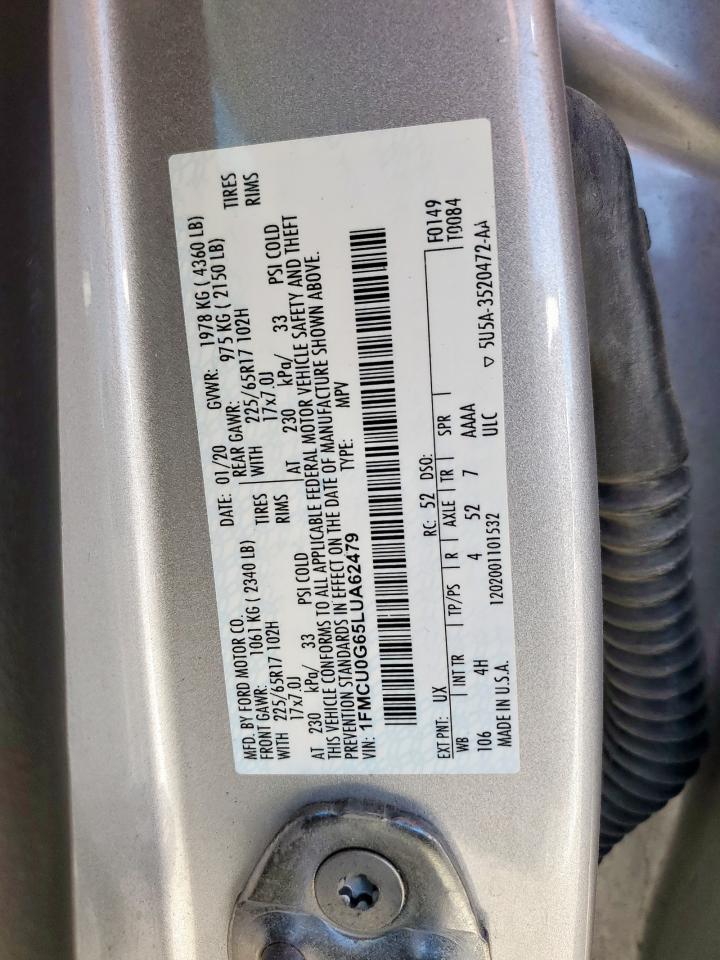 MFD. BY FORD MOTOR CO.
DATE: 01/20 GVWR: 1978 KG ( 4360 LB)
FRONT GAWR: 1061 KG ( 2340 LB)
REAR GAWR: 975 KG ( 2150 LB)
WITH 225/65R17 102H TIRES
WITH 225/65R17 102H TIRES
17x7.0J RIMS
17x7.0J RIMS
AT 230 kPa/ 33 PSI COLD
AT 230 kPa/ 33 PSI COLD
THIS VEHICLE CONFORMS TO ALL APPLICABLE FEDERAL MOTOR VEHICLE SAFETY AND THEFT
PREVENTION STANDARDS IN EFFECT ON THE DATE OF MANUFACTURE SHOWN ABOVE.
VIN: 1FMCU0G65LUA62479 TYPE: MPV
F0149
T0084
EXT PNT: UX RC: 52 DSO:
WB INT TR TP/PS R AXLE TR SPR
106 4H 4 52 7 AAAA
MADE IN U.S.A. 1202001101532 ULC
▽ 5U5A-3520472-AA